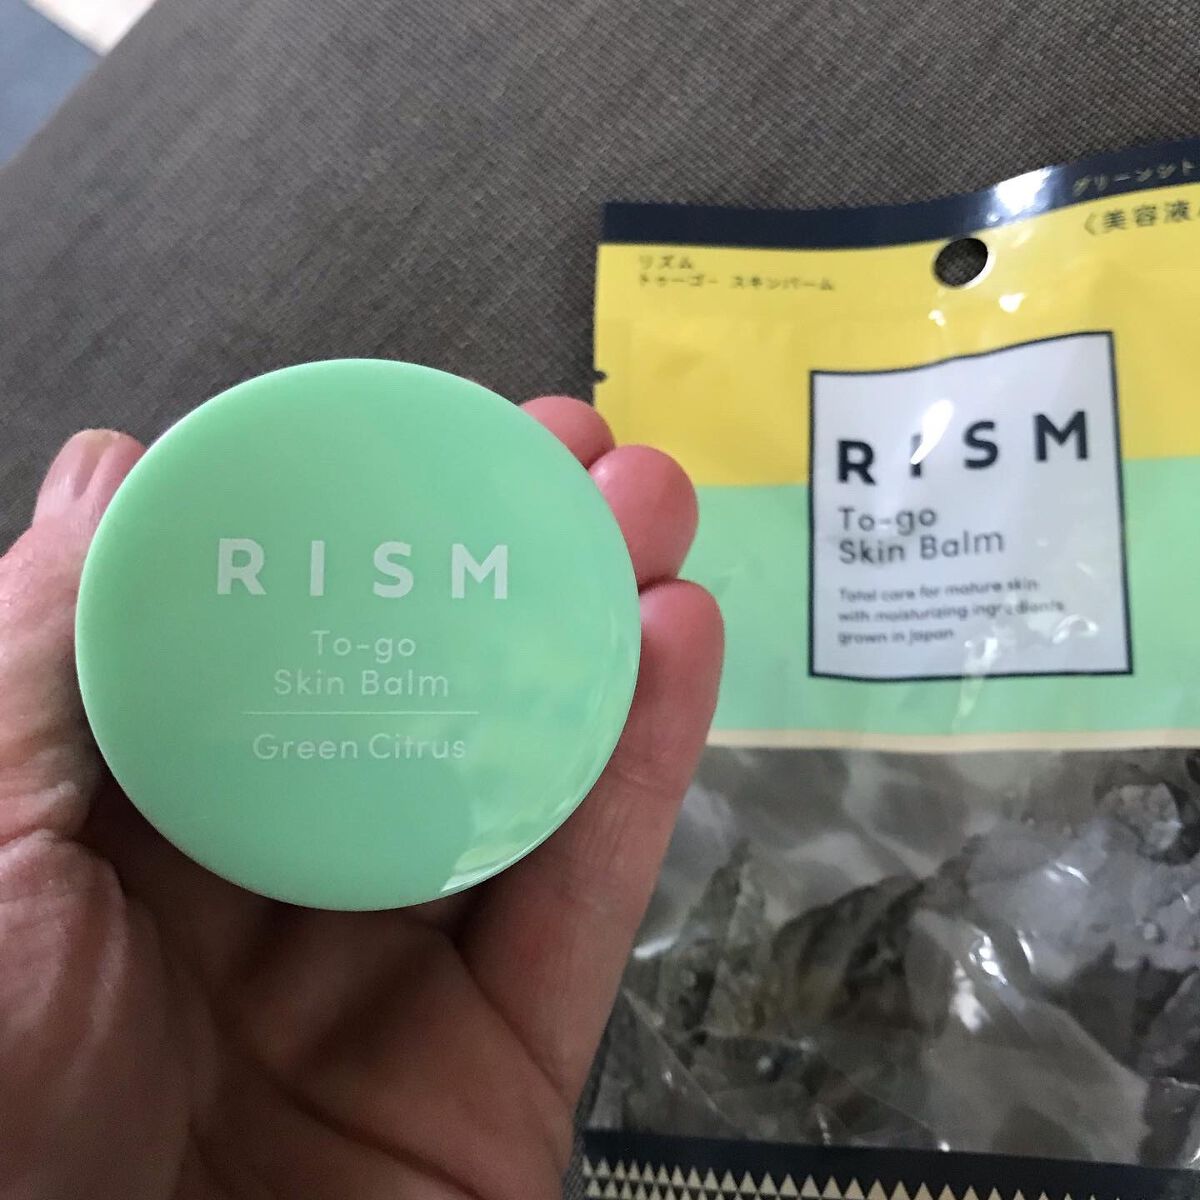 RISM
To-go
Skin Balm
Green Citrus
グリーンシト
〈美容液
リズム
トゥーゴー スキンバーム
RISM
To-go
Skin Balm
Total care for mature skin
with moisturizing ingredients
grown in Japan